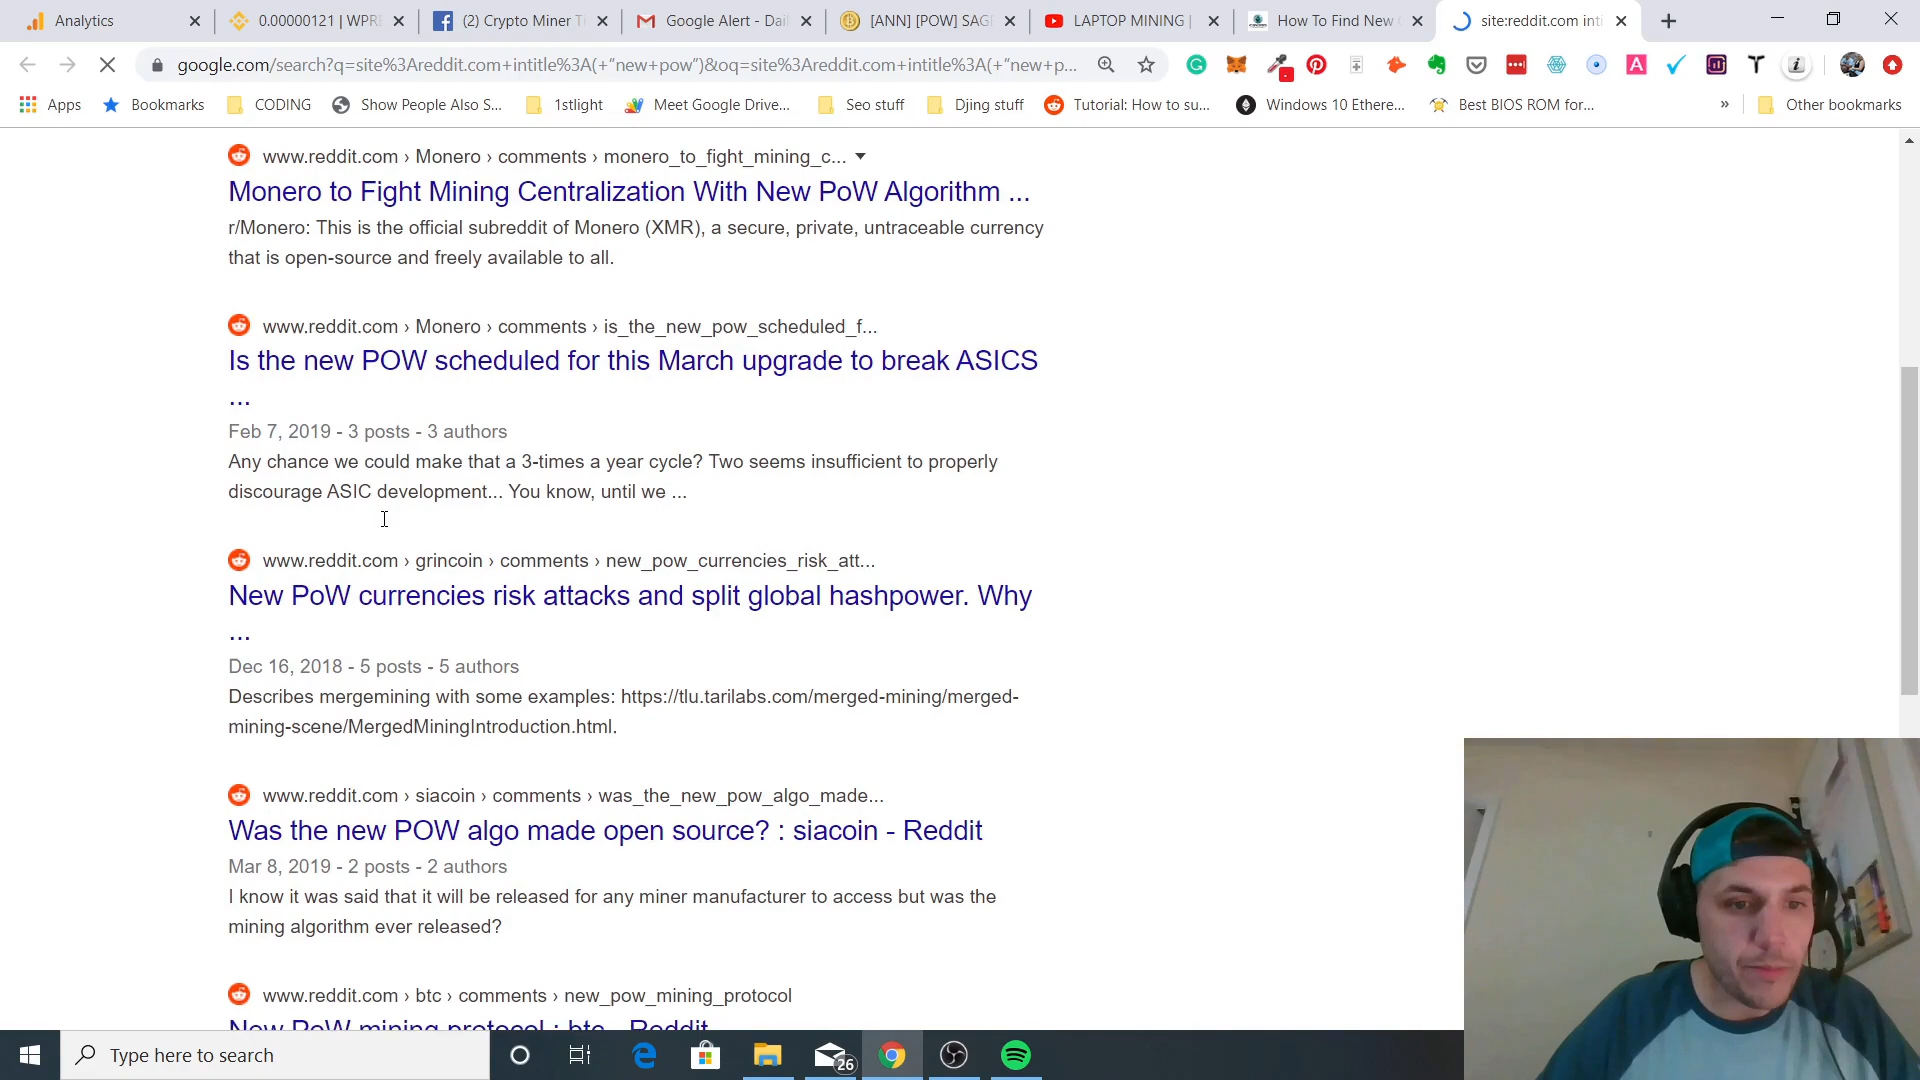 Analytics
0.00000121 | WPR
(2) Crypto Miner Ti
Google Alert - Dai
[ANN] [POW] SAG
LAPTOP MINING |
How To Find New
site:reddit.com inti
google.com/search?q=site%3Areddit.com+intitle%3A(+"new+pow")&oq=site%3Areddit.com+intitle%3A(+"new+p...
Apps
Bookmarks
CODING
Show People Also S...
1stlight
Meet Google Drive...
Seo stuff
Djing stuff
Tutorial: How to su...
Windows 10 Ethere...
Best BIOS ROM for...
»
Other bookmarks
www.reddit.com › Monero › comments › monero_to_fight_mining_c...
Monero to Fight Mining Centralization With New PoW Algorithm ...
r/Monero: This is the official subreddit of Monero (XMR), a secure, private, untraceable currency
that is open-source and freely available to all.
www.reddit.com › Monero › comments › is_the_new_pow_scheduled_f...
Is the new POW scheduled for this March upgrade to break ASICS
...
Feb 7, 2019 - 3 posts - 3 authors
Any chance we could make that a 3-times a year cycle? Two seems insufficient to properly
discourage ASIC development... You know, until we ...
www.reddit.com › grincoin › comments › new_pow_currencies_risk_att...
New PoW currencies risk attacks and split global hashpower. Why
...
Dec 16, 2018 - 5 posts - 5 authors
Describes mergemining with some examples: https://tlu.tarilabs.com/merged-mining/merged-
mining-scene/MergedMiningIntroduction.html.
www.reddit.com › siacoin › comments › was_the_new_pow_algo_made...
Was the new POW algo made open source? : siacoin - Reddit
Mar 8, 2019 - 2 posts - 2 authors
I know it was said that it will be released for any miner manufacturer to access but was the
mining algorithm ever released?
www.reddit.com › btc › comments › new_pow_mining_protocol
New PoW mining protocol : btc - Reddit
Type here to search
26